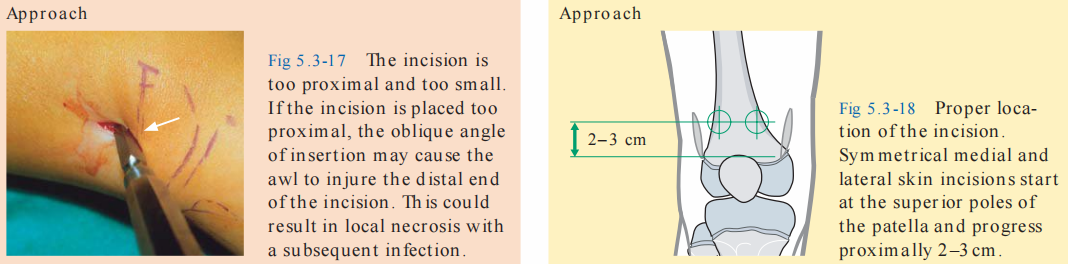 Approach
Fig 5.3-17 The incision is
too proximal and too small.
If the incision is placed too
proximal, the oblique angle
of insertion may cause the
awl to injure the distal end
of the incision. This could
result in local necrosis with
a subsequent infection.
Approach
2–3 cm
Fig 5.3-18 Proper loca-
tion of the incision.
Symmetrical medial and
lateral skin incisions start
at the superior poles of
the patella and progress
proximally 2–3 cm.